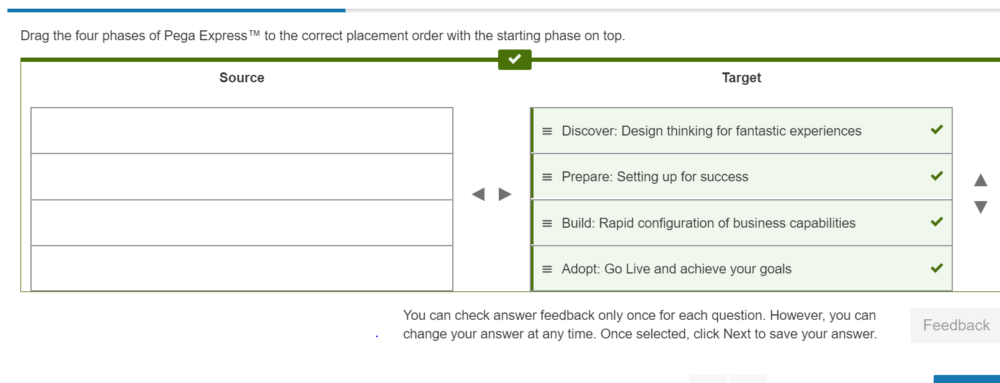 Drag the four phases of Pega Express™ to the correct placement order with the starting phase on top.
Source
Target
Discover: Design thinking for fantastic experiences
Prepare: Setting up for success
Build: Rapid configuration of business capabilities
Adopt: Go Live and achieve your goals
You can check answer feedback only once for each question. However, you can
change your answer at any time. Once selected, click Next to save your answer.
Feedback